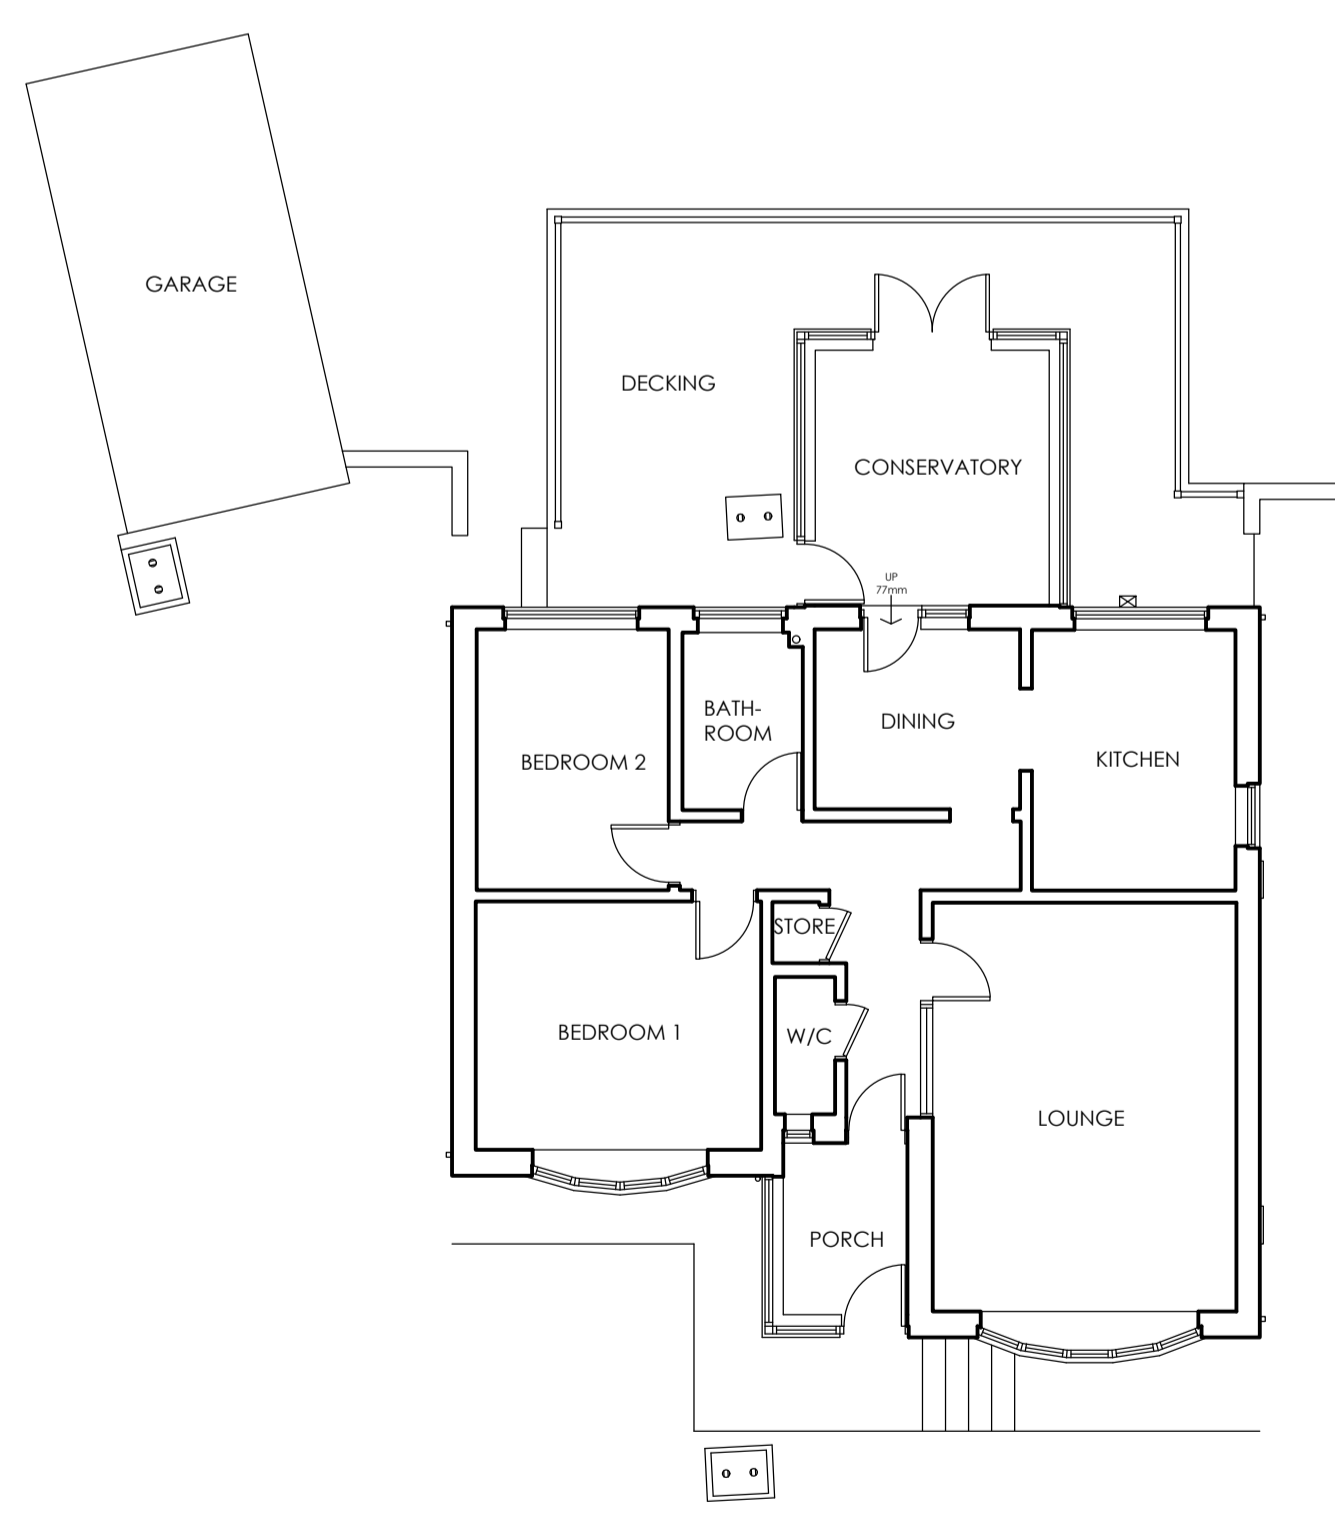 GARAGE
DECKING
CONSERVATORY
UP
77mm
BATH-
ROOM
DINING
BEDROOM 2
KITCHEN
STORE
BEDROOM 1
W/C
LOUNGE
PORCH